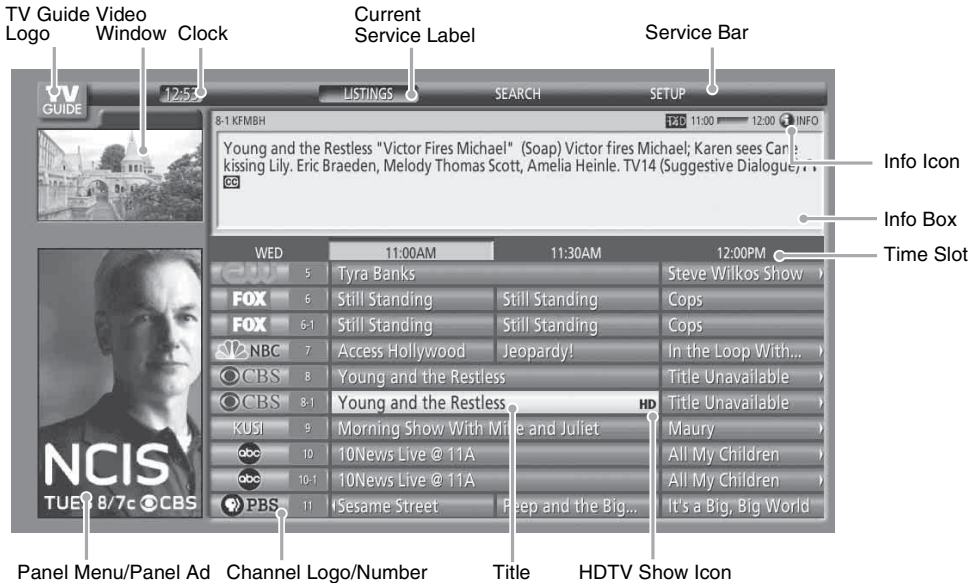 TV Guide Logo
Video Window
Clock
Current Service Label
Service Bar
TV GUIDE
12:53
LISTINGS
SEARCH
SETUP
8-1 KFMBH
14D 11:00 12:00 i INFO
Young and the Restless "Victor Fires Michael" (Soap) Victor fires Michael; Karen sees Cane
kissing Lily. Eric Braeden, Melody Thomas Scott, Amelia Heinle. TV14 (Suggestive Dialogue)
CC
Info Icon
Info Box
Time Slot
WED 11:00AM 11:30AM 12:00PM
CW 5 Tyra Banks Steve Wilkos Show
FOX 6 Still Standing Still Standing Cops
FOX 6-1 Still Standing Still Standing Cops
NBC 7 Access Hollywood Jeopardy! In the Loop With...
CBS 8 Young and the Restless Title Unavailable
CBS 8-1 Young and the Restless HD Title Unavailable
KUSI 9 Morning Show With Mike and Juliet Maury
abc 10 10News Live @ 11A All My Children
abc 10-1 10News Live @ 11A All My Children
PBS 11 Sesame Street Peep and the Big... It's a Big, Big World
NCIS
TUES 8/7c CBS
Panel Menu/Panel Ad
Channel Logo/Number
Title
HDTV Show Icon